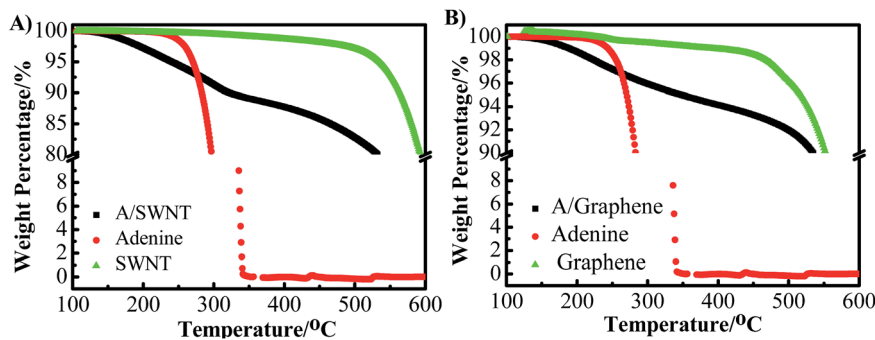 A)
Weight Percentage/%
100
95
90
85
80
8
6
4
2
0
A/SWNT
Adenine
SWNT
100 200 300 400 500 600
Temperature/⁰C
B)
Weight Percentage/%
100
98
96
94
92
90
8
6
4
2
0
A/Graphene
Adenine
Graphene
100 200 300 400 500 600
Temperature/⁰C